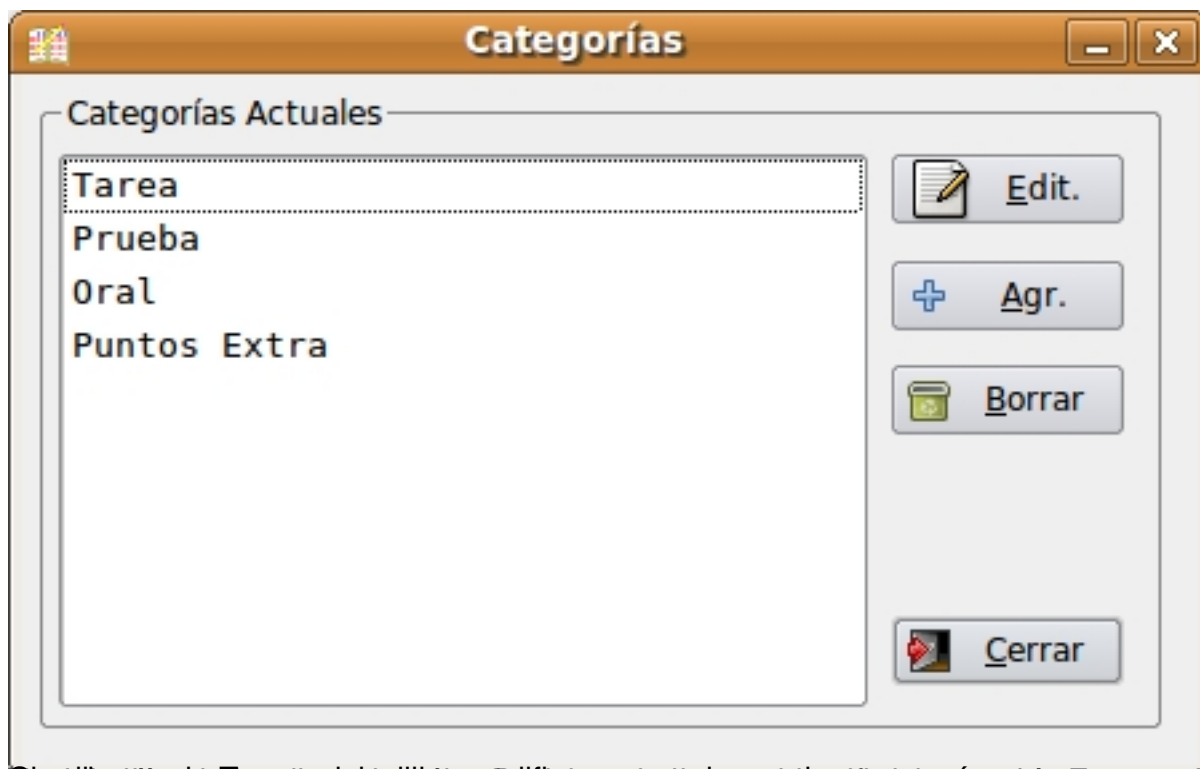 Categorías
Categorías Actuales
Tarea
Prueba
Oral
Puntos Extra
Edit.
Agr.
Borrar
Cerrar